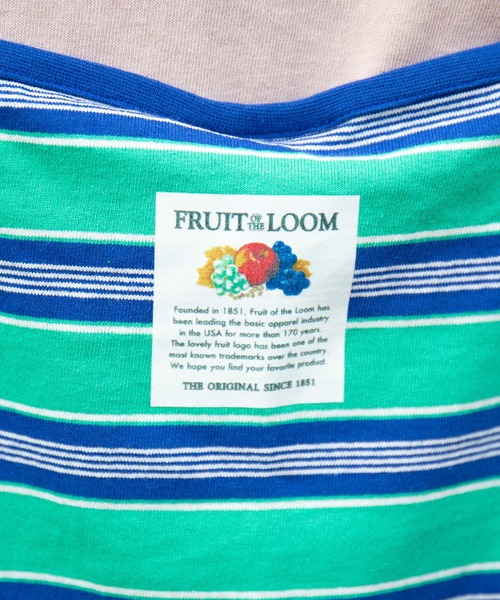 FRUIT OF THE LOOM
Founded in 1851, Fruit of the Loom has
been leading the basic apparel industry
in the USA for more than 170 years.
The lovely fruit logo has been one of the
most known trademarks over the country.
We hope you find your favorite product.
THE ORIGINAL SINCE 1851